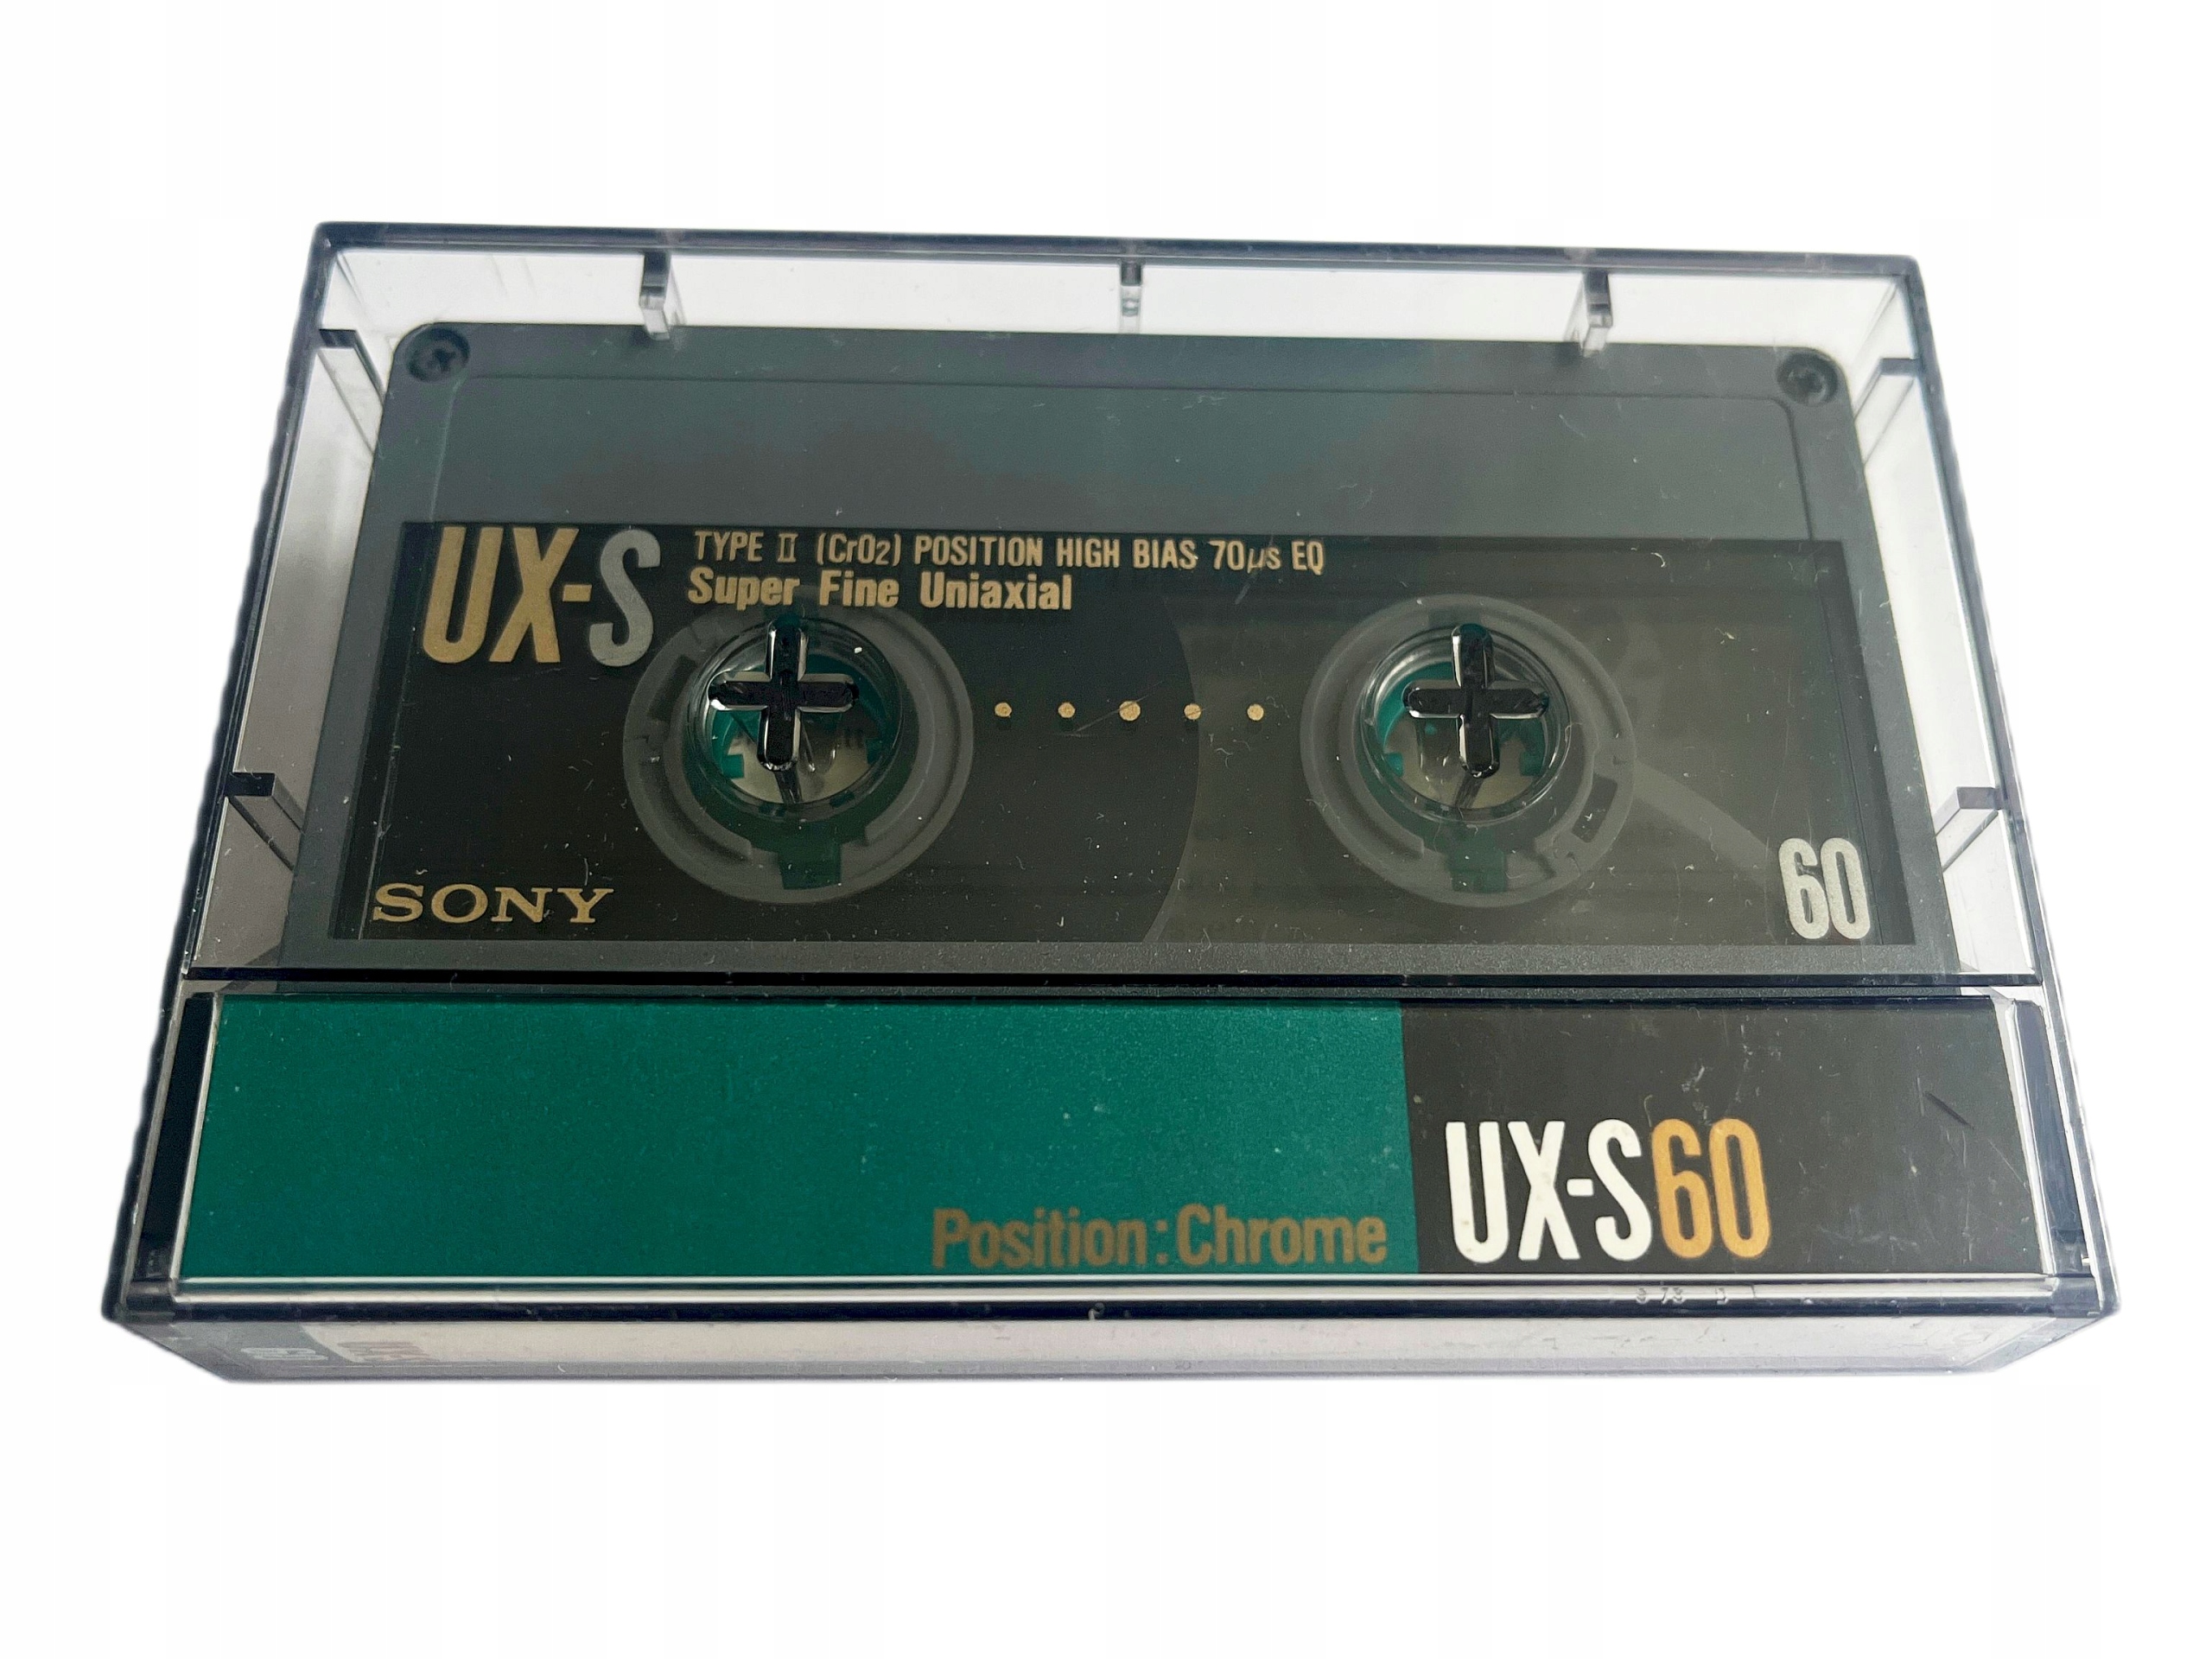 UX-S
TYPE II (CrO2) POSITION HIGH BIAS 70µs EQ
Super Fine Uniaxial
SONY
60
Position:Chrome
UX-S60